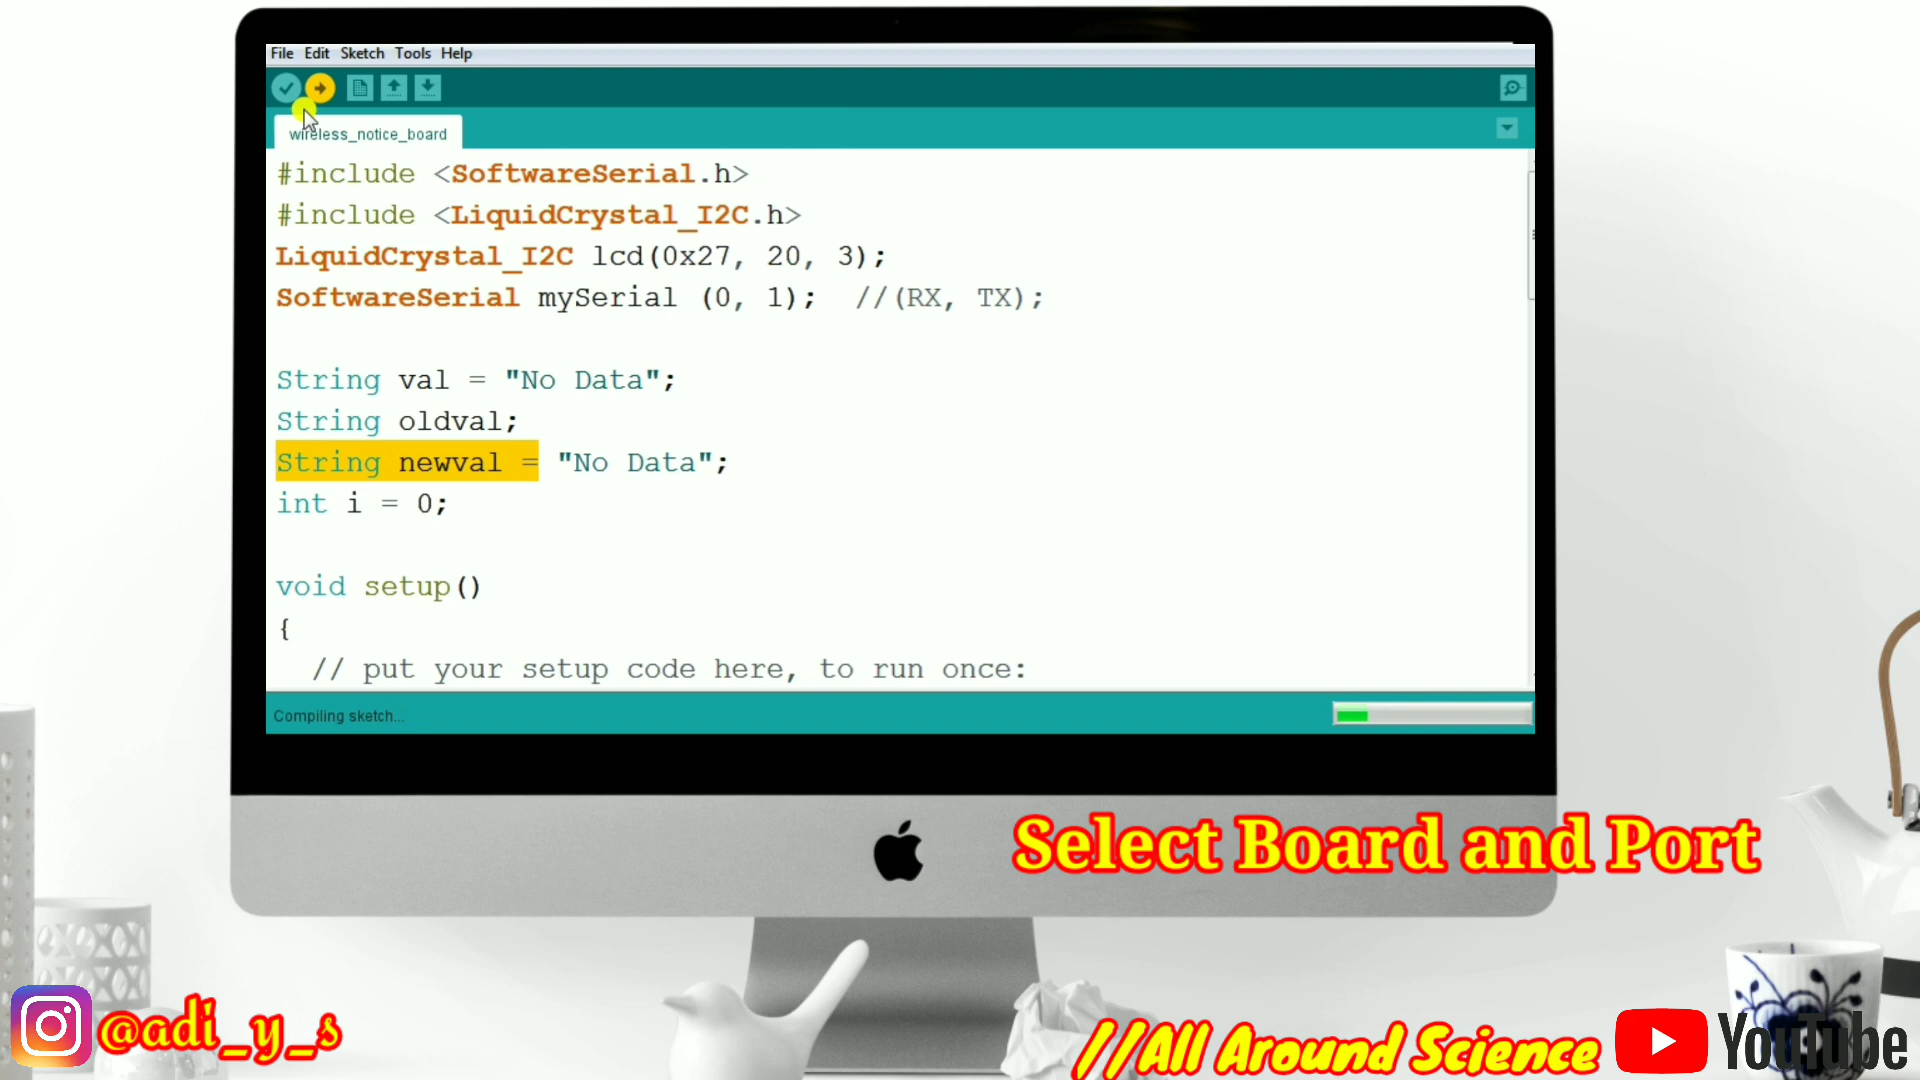 File Edit Sketch Tools Help
wireless_notice_board
#include <SoftwareSerial.h>
#include <LiquidCrystal_I2C.h>
LiquidCrystal_I2C lcd(0x27, 20, 3);
SoftwareSerial mySerial (0, 1);  //(RX, TX);
String val = "No Data";
String oldval;
String newval = "No Data";
int i = 0;
void setup()
{
// put your setup code here, to run once:
Compiling sketch...
Select Board and Port
@adi_y_s
//All Around Science
YouTube